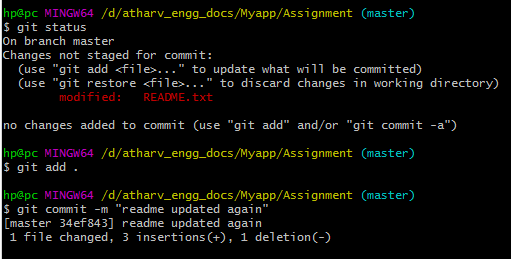 hp@pc MINGW64 /d/atharv_engg_docs/Myapp/Assignment (master)
$ git status
On branch master
Changes not staged for commit:
  (use "git add <file>..." to update what will be committed)
  (use "git restore <file>..." to discard changes in working directory)
        modified:   README.txt

no changes added to commit (use "git add" and/or "git commit -a")

hp@pc MINGW64 /d/atharv_engg_docs/Myapp/Assignment (master)
$ git add .

hp@pc MINGW64 /d/atharv_engg_docs/Myapp/Assignment (master)
$ git commit -m "readme updated again"
[master 34ef843] readme updated again
 1 file changed, 3 insertions(+), 1 deletion(-)